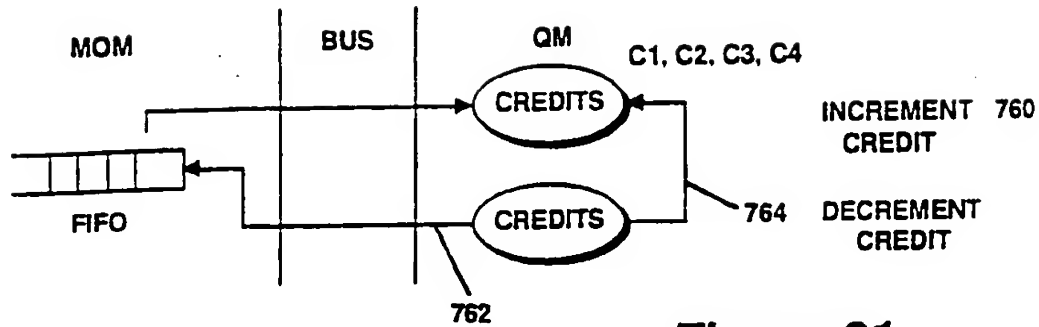 MOM
BUS
QM
C1, C2, C3, C4
CREDITS
INCREMENT 760
CREDIT
FIFO
CREDITS
764
DECREMENT
CREDIT
762